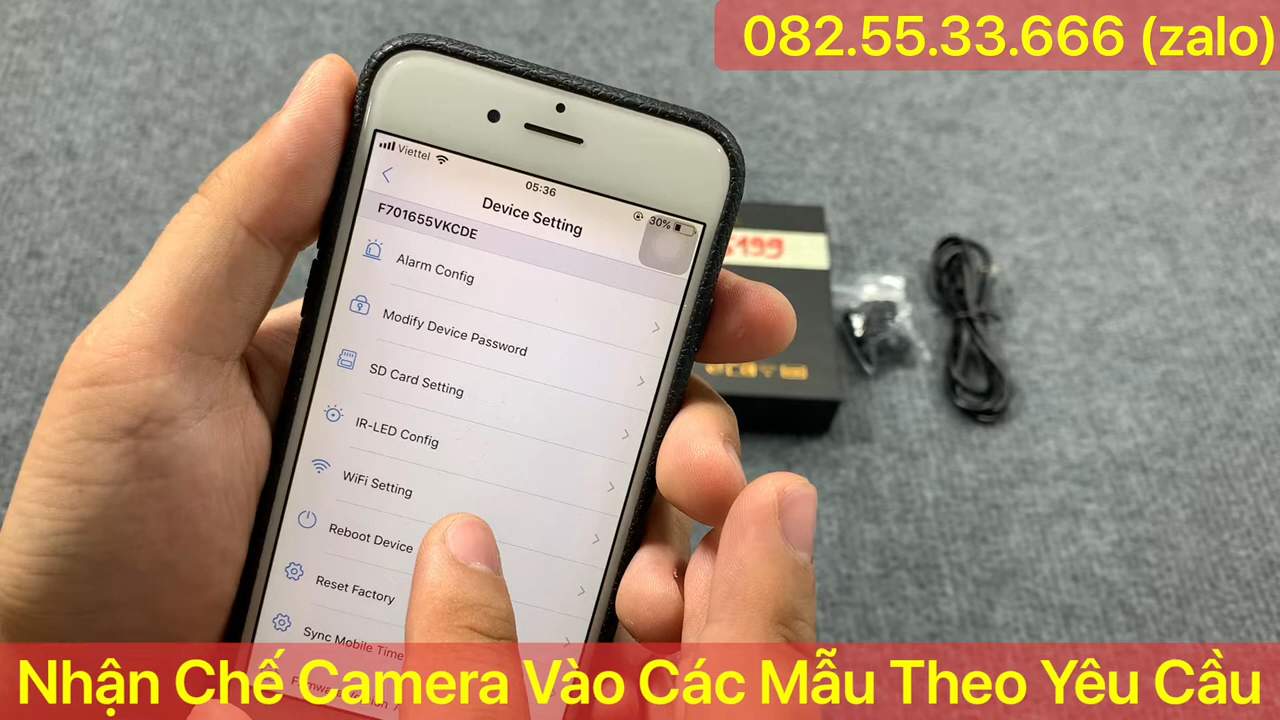 082.55.33.666 (zalo)
Viettel
05:36
30%
Device Setting
F701655VKCDE
Alarm Config
Modify Device Password
SD Card Setting
IR-LED Config
WiFi Setting
Reboot Device
Reset Factory
Sync Mobile Time
Nhận Chế Camera Vào Các Mẫu Theo Yêu Cầu